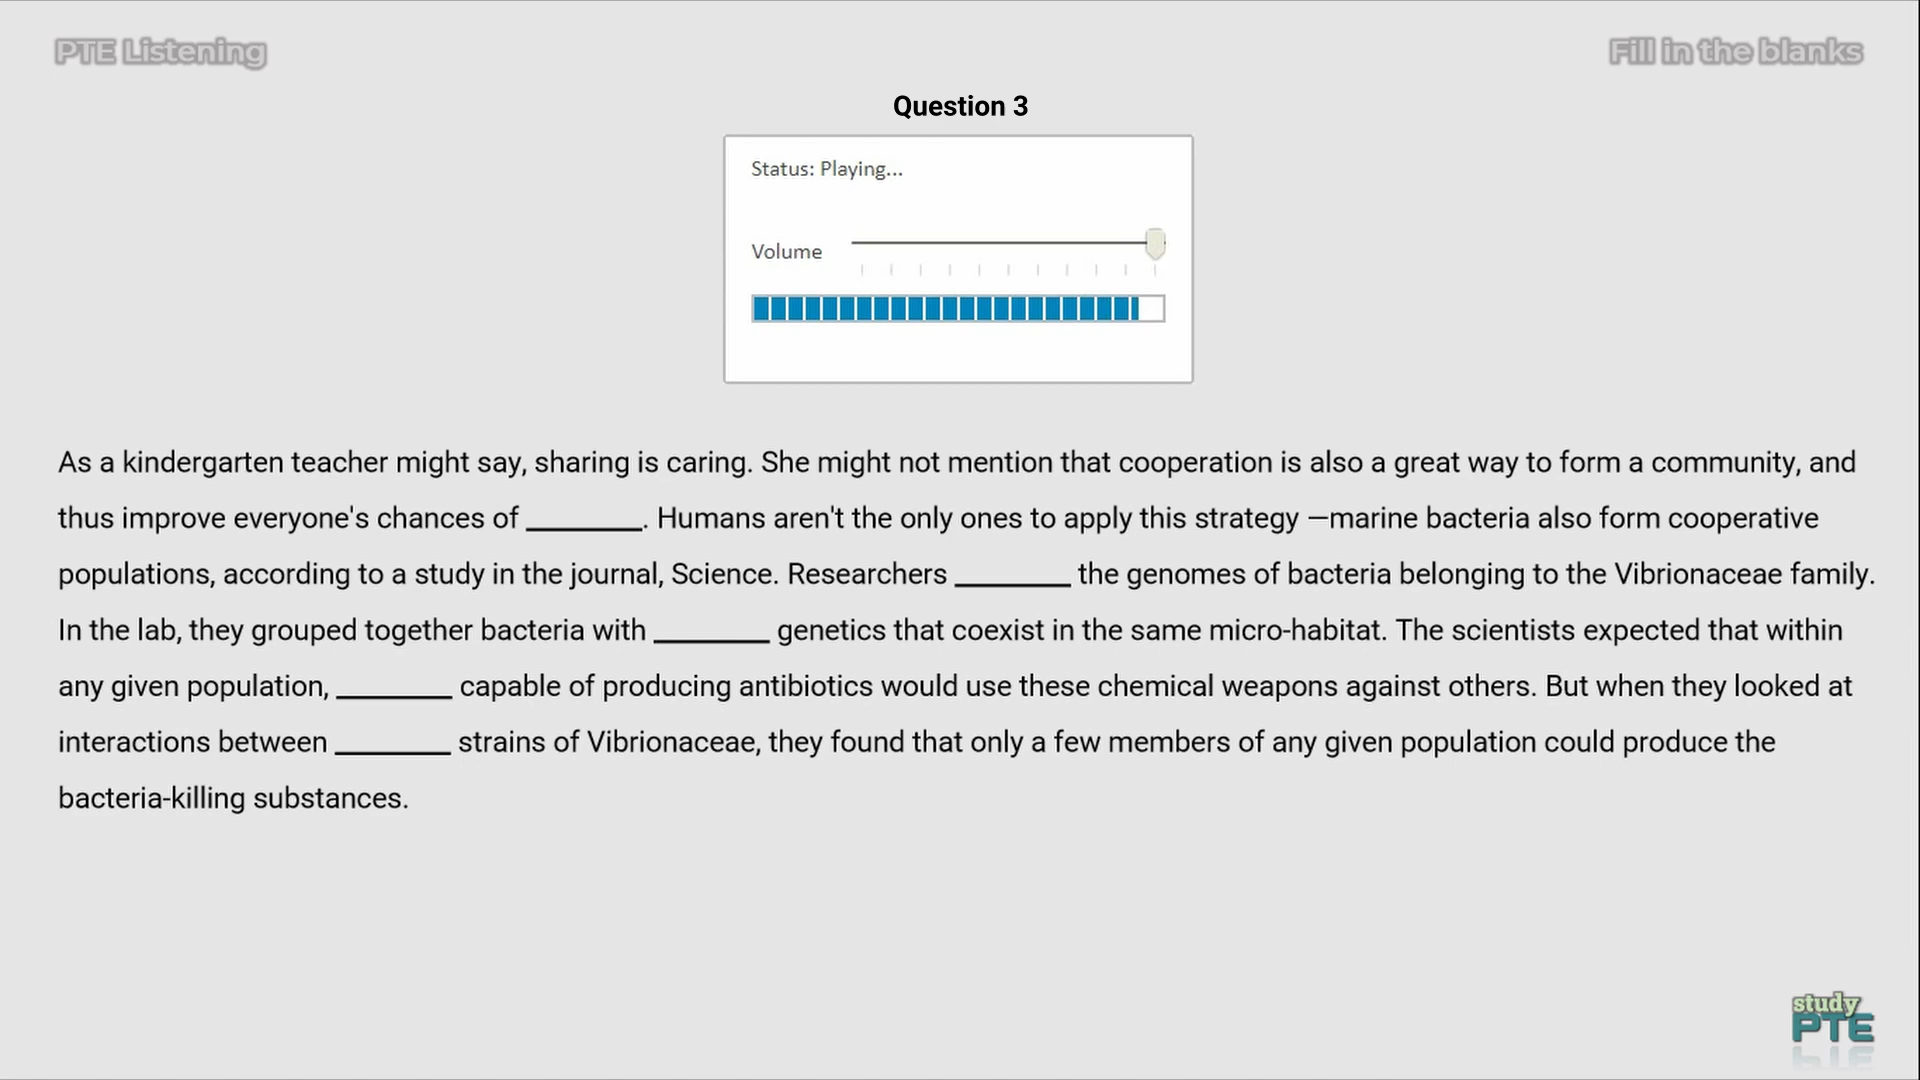 PTE Listening
Fill in the blanks
Question 3
Status: Playing...
Volume
As a kindergarten teacher might say, sharing is caring. She might not mention that cooperation is also a great way to form a community, and
thus improve everyone's chances of ________. Humans aren't the only ones to apply this strategy —marine bacteria also form cooperative
populations, according to a study in the journal, Science. Researchers ________ the genomes of bacteria belonging to the Vibrionaceae family.
In the lab, they grouped together bacteria with ________ genetics that coexist in the same micro-habitat. The scientists expected that within
any given population, ________ capable of producing antibiotics would use these chemical weapons against others. But when they looked at
interactions between ________ strains of Vibrionaceae, they found that only a few members of any given population could produce the
bacteria-killing substances.
study
PTE